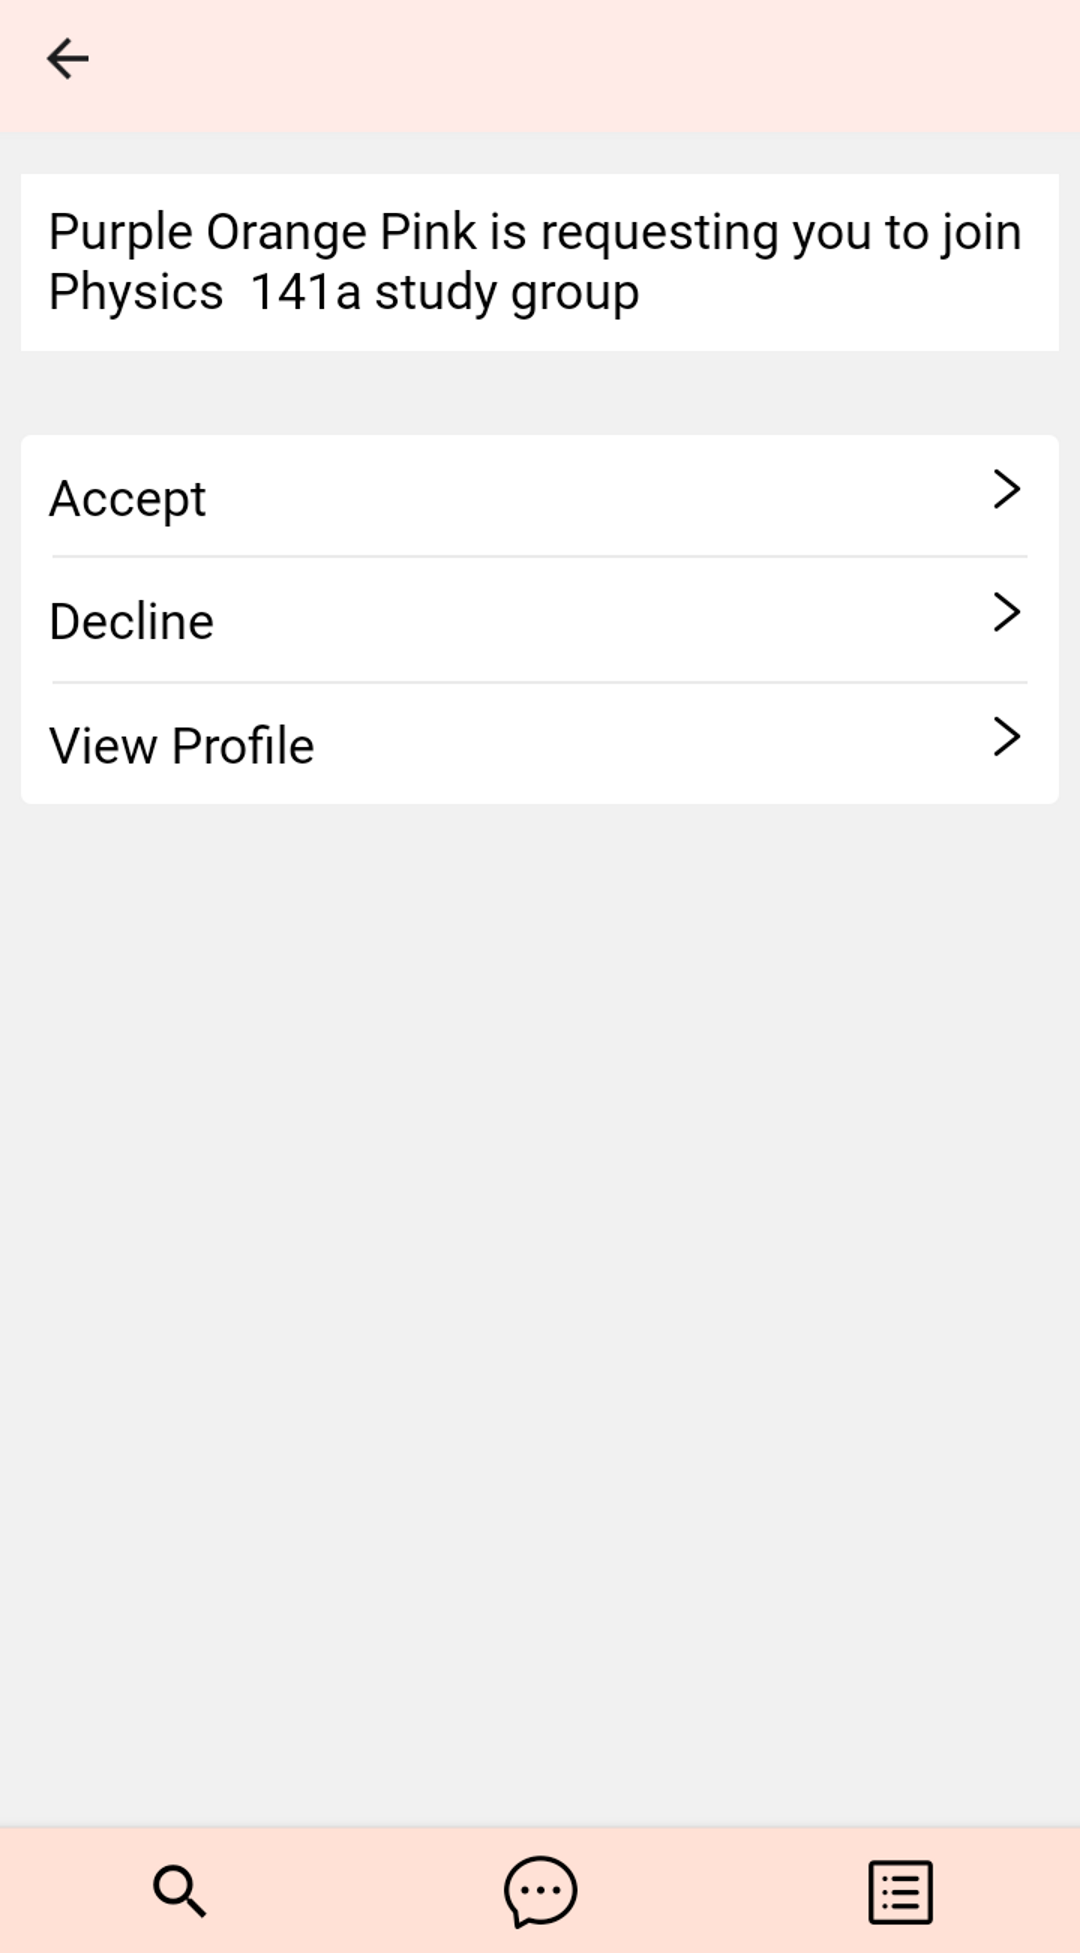 Purple Orange Pink is requesting you to join
Physics  141a study group
Accept
Decline
View Profile